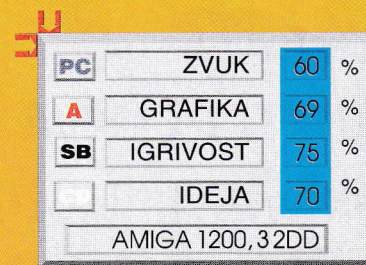 PC ZVUK 60 %
A GRAFIKA 69 %
SB IGRIVOST 75 %
IDEJA 70 %
AMIGA 1200, 32DD